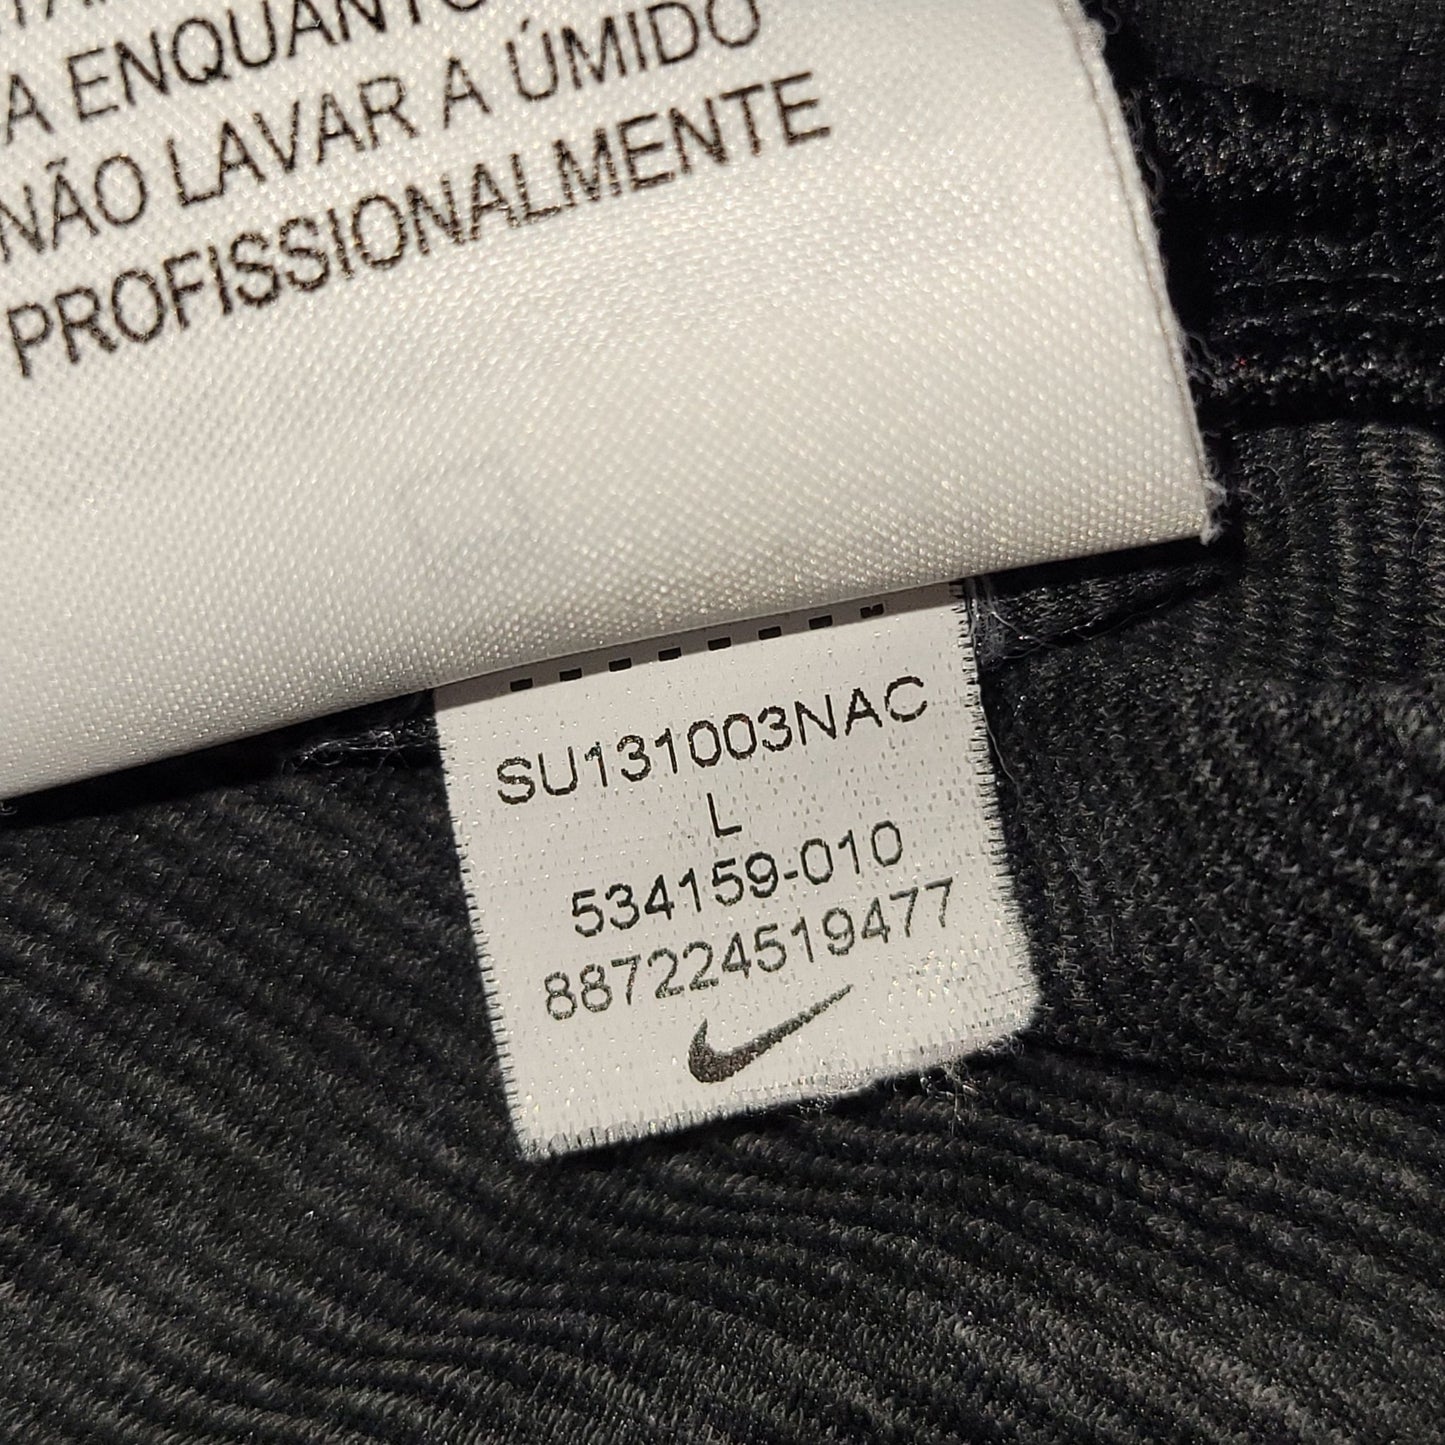 A ENQUANTO
NÃO LAVAR A ÚMIDO
PROFISSIONALMENTE
SU131003NAC
L
534159-010
887224519477